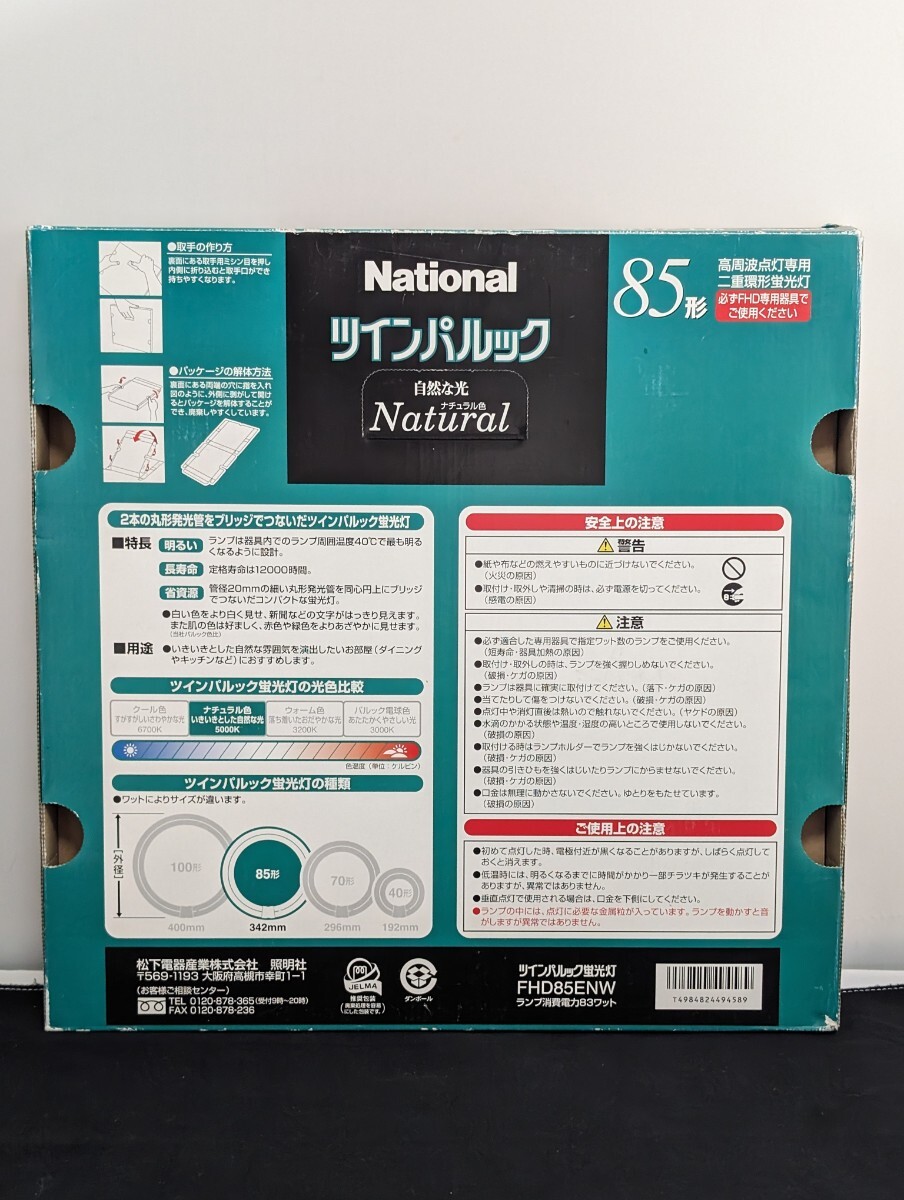 ●取手の作り方
裏面にある取手用ミシン目を押し
内側に折り込むと取手口ができ
持ちやすくなります。
●パッケージの解体方法
裏面にある両端の穴に指を入れ
図のように、外側に剥がして開け
るとパッケージを解体することが
でき、廃棄しやすくしています。
National
ツインパルック
自然な光
ナチュラル色
Natural
85形
高周波点灯専用
二重環形蛍光灯
必ずFHD専用器具で
ご使用ください
2本の丸形発光管をブリッジでつないだツインパルック蛍光灯
■特長
明るい
ランプは器具内でのランプ周囲温度40℃で最も明る
くなるように設計。
長寿命
定格寿命は12000時間。
省資源
管径20mmの細い丸形発光管を同心円上にブリッジ
でつないだコンパクトな蛍光灯。
●白い色をより白く見せ、新聞などの文字がはっきり見えます。
また肌の色は好ましく、赤色や緑色をよりあざやかに見せます。
(当社パルック色比)
■用途
●いきいきとした自然な雰囲気を演出したいお部屋(ダイニング
やキッチンなど)におすすめします。
ツインパルック蛍光灯の光色比較
クール色
すがすがしいさわやかな光
6700K
ナチュラル色
いきいきとした自然な光
5000K
ウォーム色
落ち着いたおだやかな光
3200K
パルック電球色
あたたかくやさしい光
3000K
色温度(単位:ケルビン)
ツインパルック蛍光灯の種類
●ワットによりサイズが違います。
[外径]
100形
85形
70形
40形
400mm
342mm
296mm
192mm
安全上の注意
警告
●紙や布などの燃えやすいものに近づけないでください。
(火災の原因)
●取付け・取外しや清掃の時は、必ず電源を切ってください。
(感電の原因)
注意
●必ず適合した専用器具で指定ワット数のランプをご使用ください。
(短寿命・器具加熱の原因)
●取付け・取外しの時は、ランプを強く握りしめないでください。
(破損・ケガの原因)
●ランプは器具に確実に取付けてください。(落下・ケガの原因)
●当てたりして傷をつけないでください。(破損・ケガの原因)
●点灯中や消灯直後は熱いので触れないでください。(ヤケドの原因)
●水滴のかかる状態や湿度・温度の高いところで使用しないでください。
(破損の原因)
●取付ける時はランプホルダーでランプを強くはじかないでください。
(破損・ケガの原因)
●器具の引きひもを強くはじいたりランプにからませないでください。
(破損・ケガの原因)
●口金は無理に動かさないでください。ゆとりをもたせています。
(破損の原因)
ご使用上の注意
●初めて点灯した時、電極付近が黒くなることがありますが、しばらく点灯して
おくと消えます。
●低温時には、明るくなるまでに時間がかかり一部チラツキが発生することが
ありますが、異常ではありません。
●垂直点灯で使用される場合は、口金を下側にしてください。
●ランプの中には、点灯に必要な金属粒が入っています。ランプを動かすと音
がしますが異常ではありません。
松下電器産業株式会社 照明社
〒569-1193 大阪府高槻市幸町1-1
(お客様ご相談センター)
TEL 0120-878-365(受付9時~20時)
FAX 0120-878-236
JELMA
推奨包装
廃棄処理を容易
にした包装です。
ダンボール
ツインパルック蛍光灯
FHD85ENW
ランプ消費電力83ワット
T4984824494589